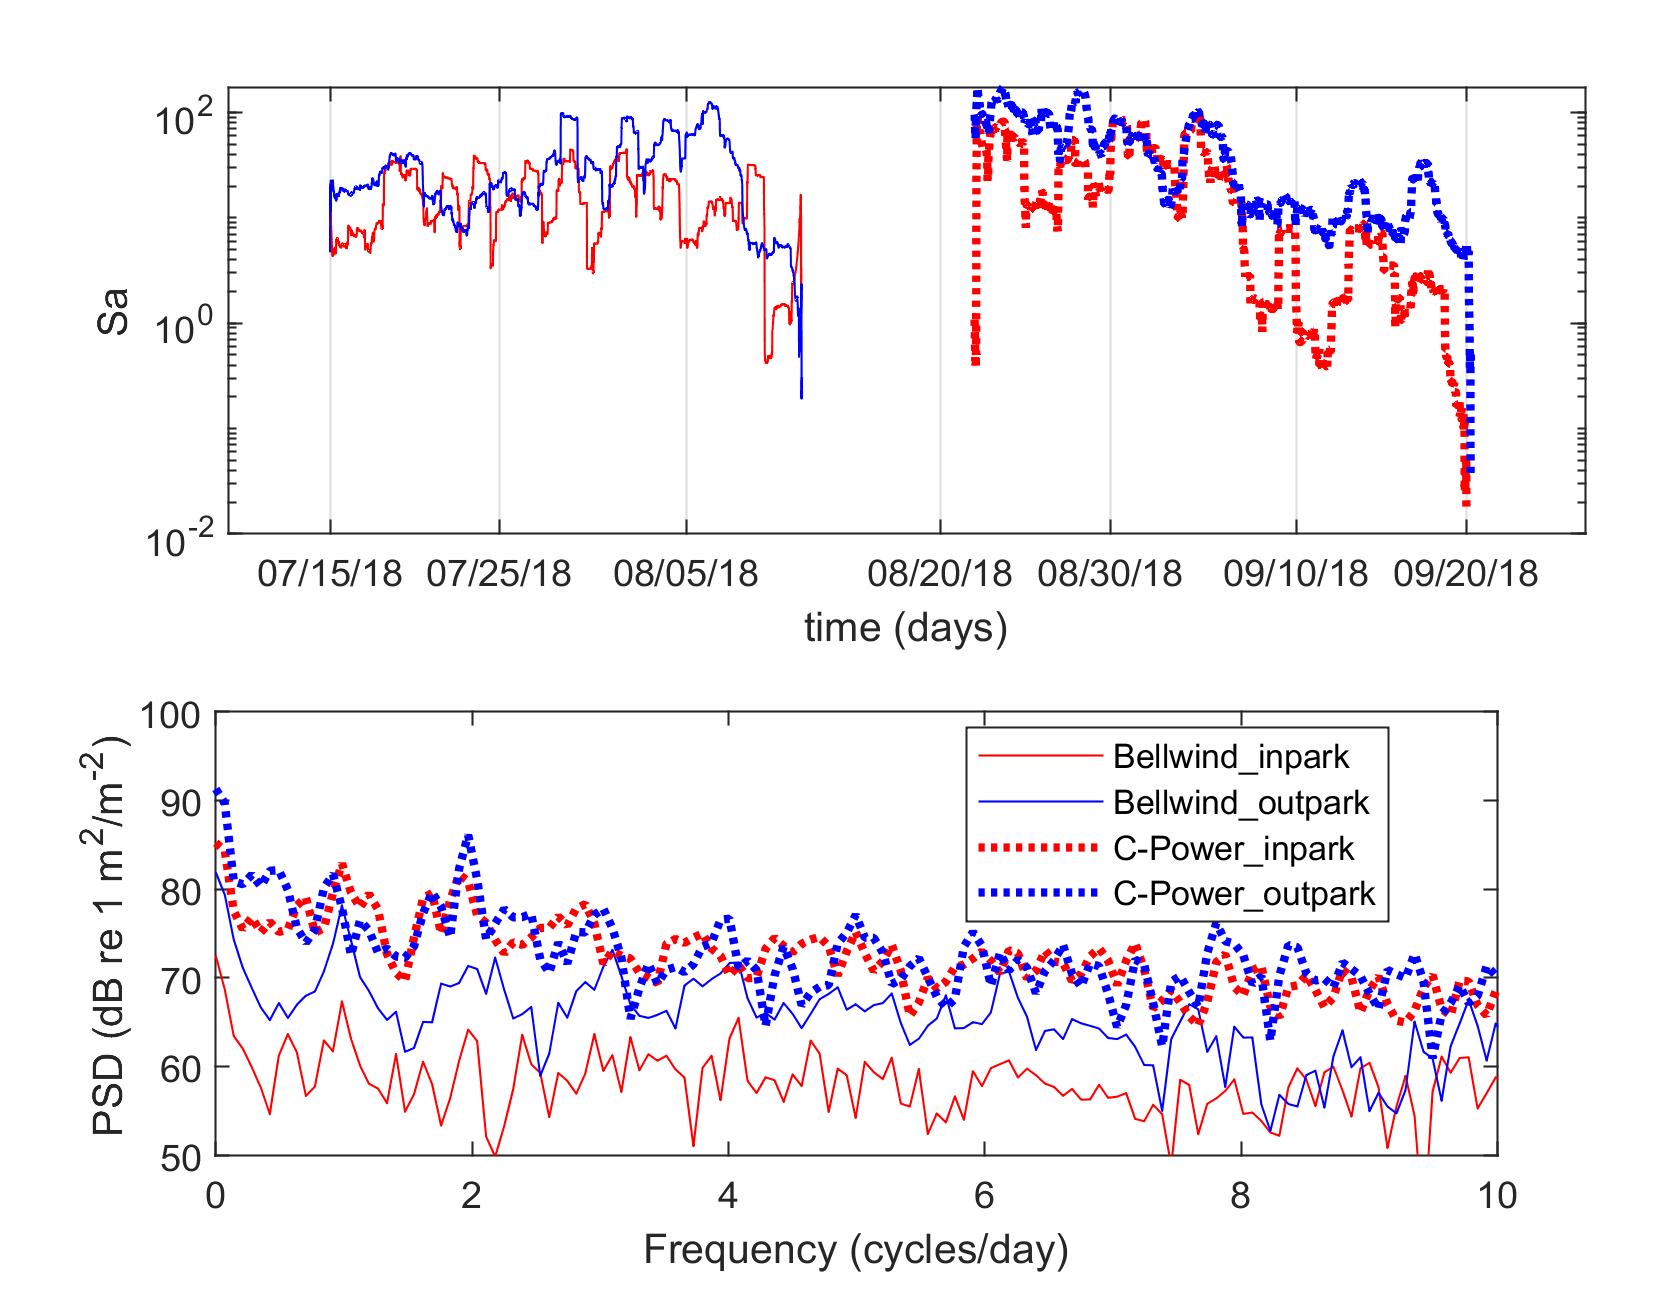 10^2
10^0
10^-2
Sa
07/15/18 07/25/18 08/05/18 08/20/18 08/30/18 09/10/18 09/20/18
time (days)
100
90
80
70
60
50
PSD (dB re 1 m^2/m^-2)
Bellwind_inpark
Bellwind_outpark
C-Power_inpark
C-Power_outpark
0 2 4 6 8 10
Frequency (cycles/day)